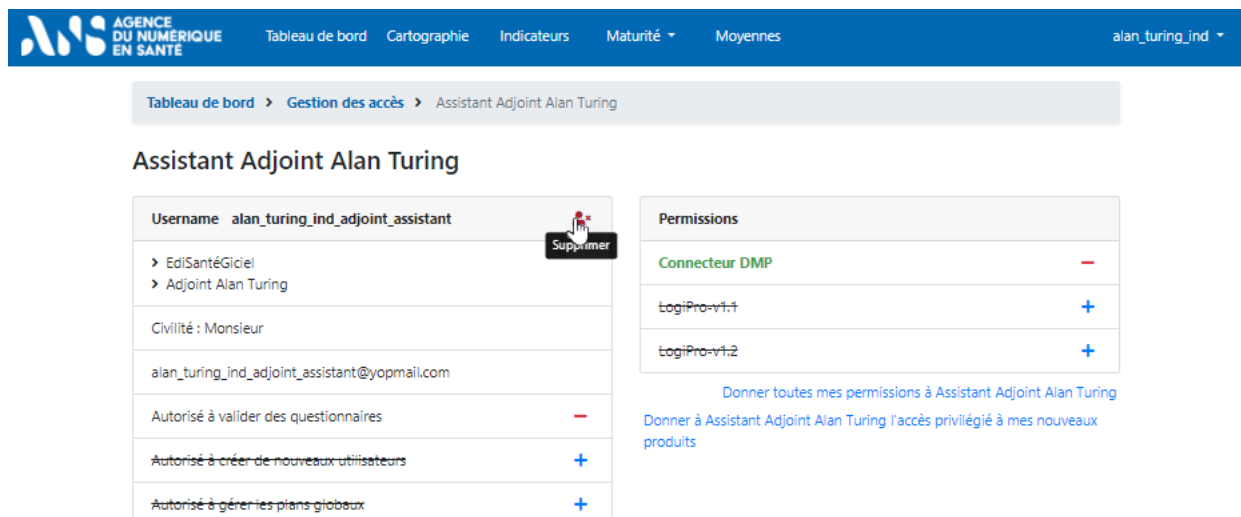 AGENCE
DU NUMÉRIQUE
EN SANTÉ
Tableau de bord Cartographie Indicateurs Maturité Moyennes alan_turing_ind
Tableau de bord > Gestion des accès > Assistant Adjoint Alan Turing
Assistant Adjoint Alan Turing
Username alan_turing_ind_adjoint_assistant
Supprimer
> EdiSantéGiciel
> Adjoint Alan Turing
Civilité : Monsieur
alan_turing_ind_adjoint_assistant@yopmail.com
Autorisé à valider des questionnaires
Autorisé à créer de nouveaux utilisateurs
Autorisé à gérer les plans globaux
Permissions
Connecteur DMP
LogiPro-v1.1
LogiPro-v1.2
Donner toutes mes permissions à Assistant Adjoint Alan Turing
Donner à Assistant Adjoint Alan Turing l'accès privilégié à mes nouveaux
produits